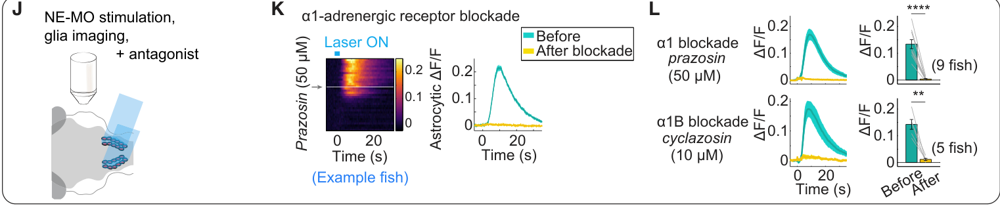 J
NE-MO stimulation,
glia imaging,
+ antagonist
K
α1-adrenergic receptor blockade
Before
After blockade
Laser ON
Prazosin (50 µM)
0.2
0.1
0
0 20
Time (s)
(Example fish)
Astrocytic ΔF/F
0.2
0.1
0
0 20
Time (s)
L
α1 blockade
prazosin
(50 µM)
ΔF/F
0.2
0.1
0
****
ΔF/F
0.2
0.1
0
(9 fish)
α1B blockade
cyclazosin
(10 µM)
ΔF/F
0.2
0.1
0
0 20
Time (s)
**
ΔF/F
0.2
0.1
0
(5 fish)
Before
After